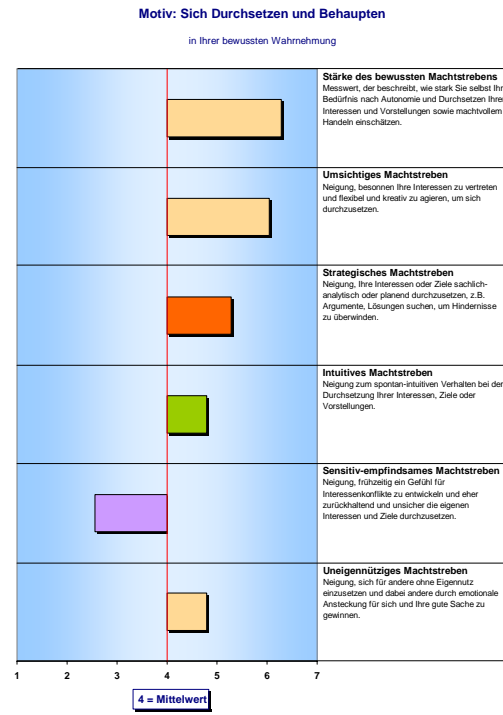 Motiv: Sich Durchsetzen und Behaupten
in Ihrer bewussten Wahrnehmung
Stärke des bewussten Machtstrebens
Messwert, der beschreibt, wie stark Sie selbst Ihr
Bedürfnis nach Autonomie und Durchsetzen Ihrer
Interessen und Vorstellungen sowie machtvollem
Handeln einschätzen.
Umsichtiges Machtstreben
Neigung, besonnen Ihre Interessen zu vertreten
und flexibel und kreativ zu agieren, um sich
durchzusetzen.
Strategisches Machtstreben
Neigung, Ihre Interessen oder Ziele sachlich-
analytisch oder planend durchzusetzen, z.B.
Argumente, Lösungen suchen, um Hindernisse
zu überwinden.
Intuitives Machtstreben
Neigung zum spontan-intuitiven Verhalten bei der
Durchsetzung Ihrer Interessen, Ziele oder
Vorstellungen.
Sensitiv-empfindsames Machtstreben
Neigung, frühzeitig ein Gefühl für
Interessenkonflikte zu entwickeln und eher
zurückhaltend und unsicher die eigenen
Interessen und Ziele durchzusetzen.
Uneigennütziges Machtstreben
Neigung, sich für andere ohne Eigennutz
einzusetzen und dabei andere durch emotionale
Ansteckung für sich und Ihre gute Sache zu
gewinnen.
1 2 3 4 5 6 7
4 = Mittelwert